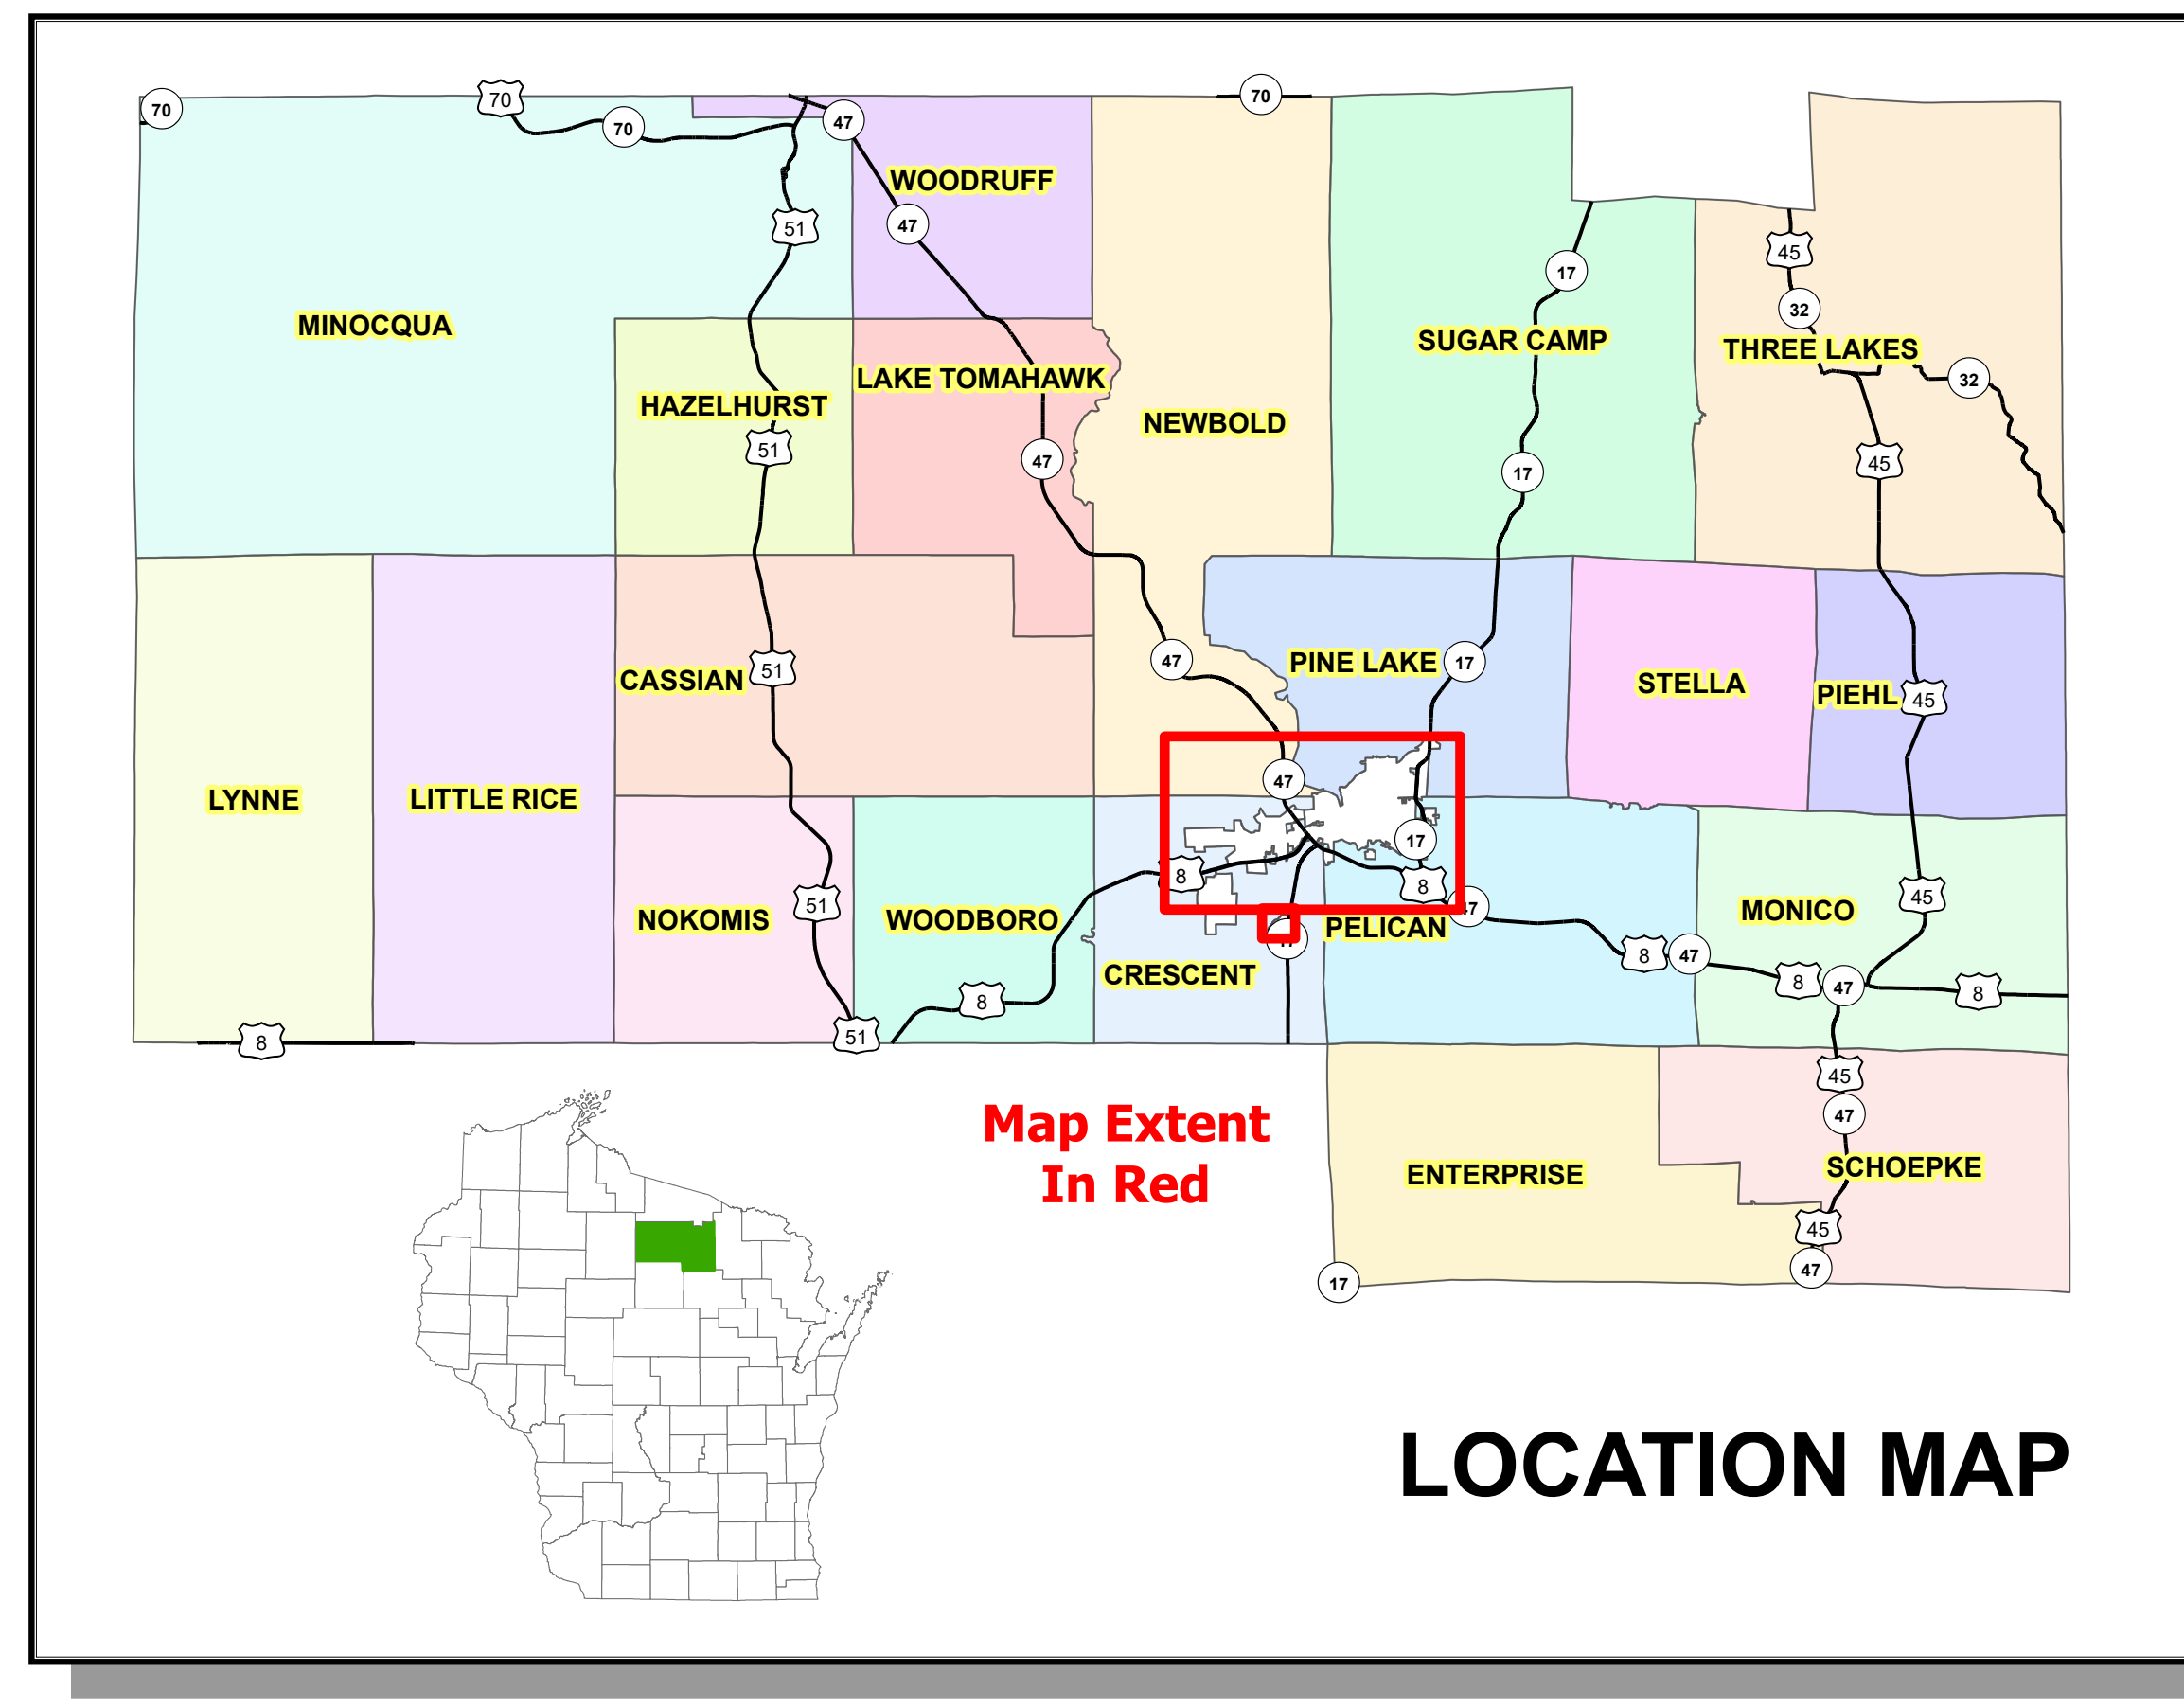 70
70
70
70
47
WOODRUFF
47
51
45
17
32
MINOCQUA
SUGAR CAMP
THREE LAKES
LAKE TOMAHAWK
32
HAZELHURST
NEWBOLD
51
47
45
17
47
PINE LAKE
17
CASSIAN
51
STELLA
PIEHL
45
47
LYNNE
LITTLE RICE
17
8
8
45
51
47
NOKOMIS
WOODBORO
PELICAN
MONICO
17
8
47
CRESCENT
8
47
8
8
51
8
45
Map Extent
In Red
47
ENTERPRISE
SCHOEPKE
45
47
17
LOCATION MAP